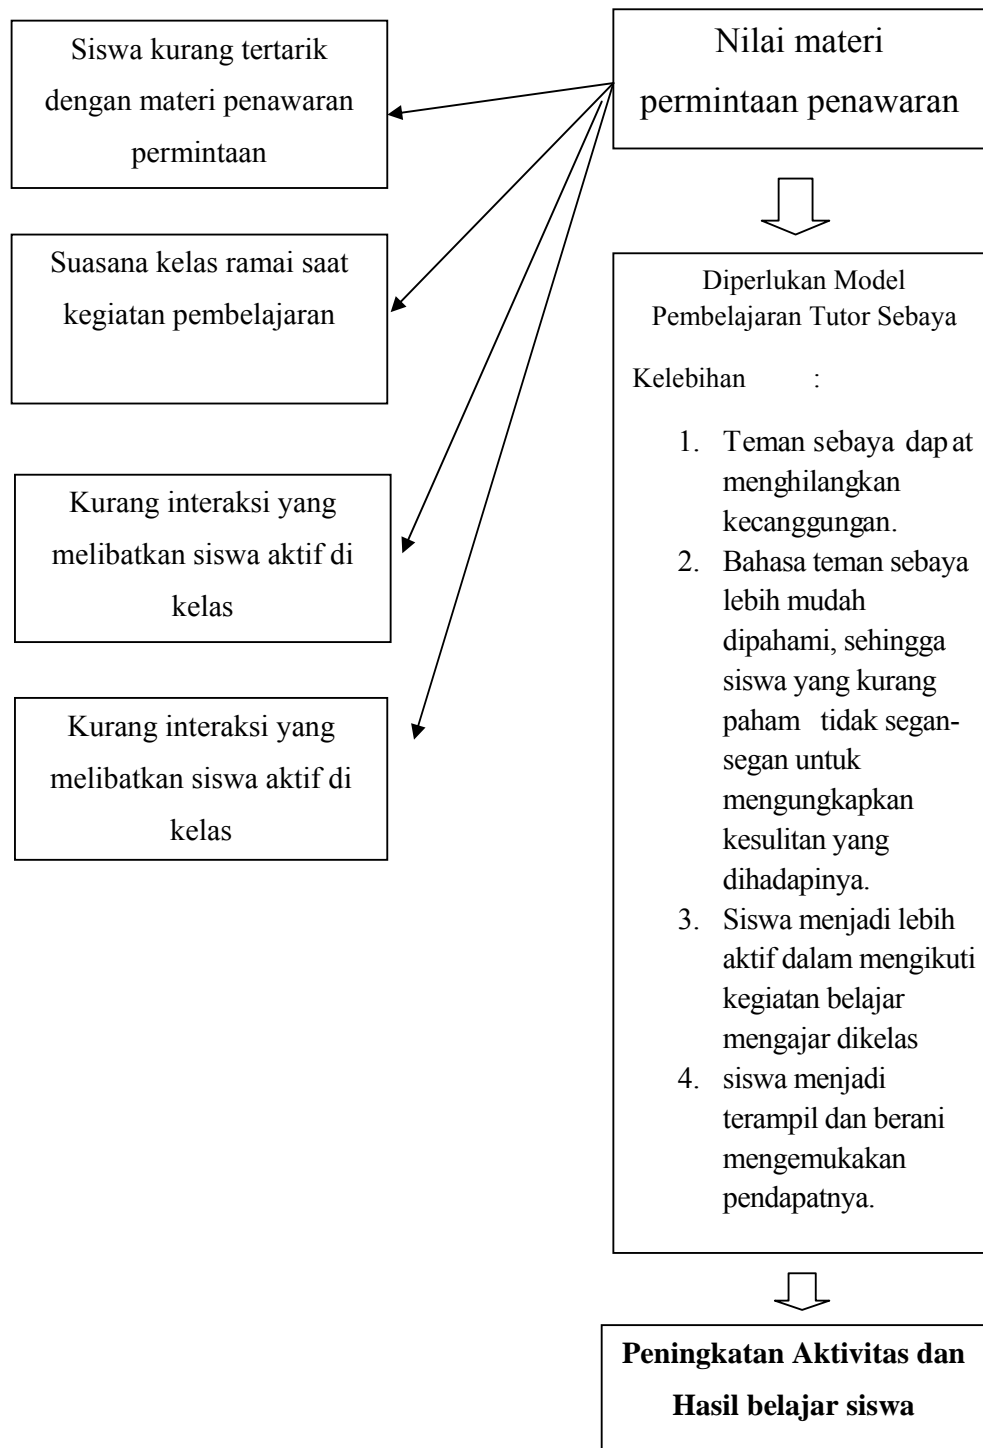 Siswa kurang tertarik
dengan materi penawaran
permintaan
Suasana kelas ramai saat
kegiatan pembelajaran
Kurang interaksi yang
melibatkan siswa aktif di
kelas
Kurang interaksi yang
melibatkan siswa aktif di
kelas
Nilai materi
permintaan penawaran
Diperlukan Model
Pembelajaran Tutor Sebaya
Kelebihan :
1. Teman sebaya dapat
menghilangkan
kecanggungan.
2. Bahasa teman sebaya
lebih mudah
dipahami, sehingga
siswa yang kurang
paham tidak segan-
segan untuk
mengungkapkan
kesulitan yang
dihadapinya.
3. Siswa menjadi lebih
aktif dalam mengikuti
kegiatan belajar
mengajar dikelas
4. siswa menjadi
terampil dan berani
mengemukakan
pendapatnya.
Peningkatan Aktivitas dan
Hasil belajar siswa